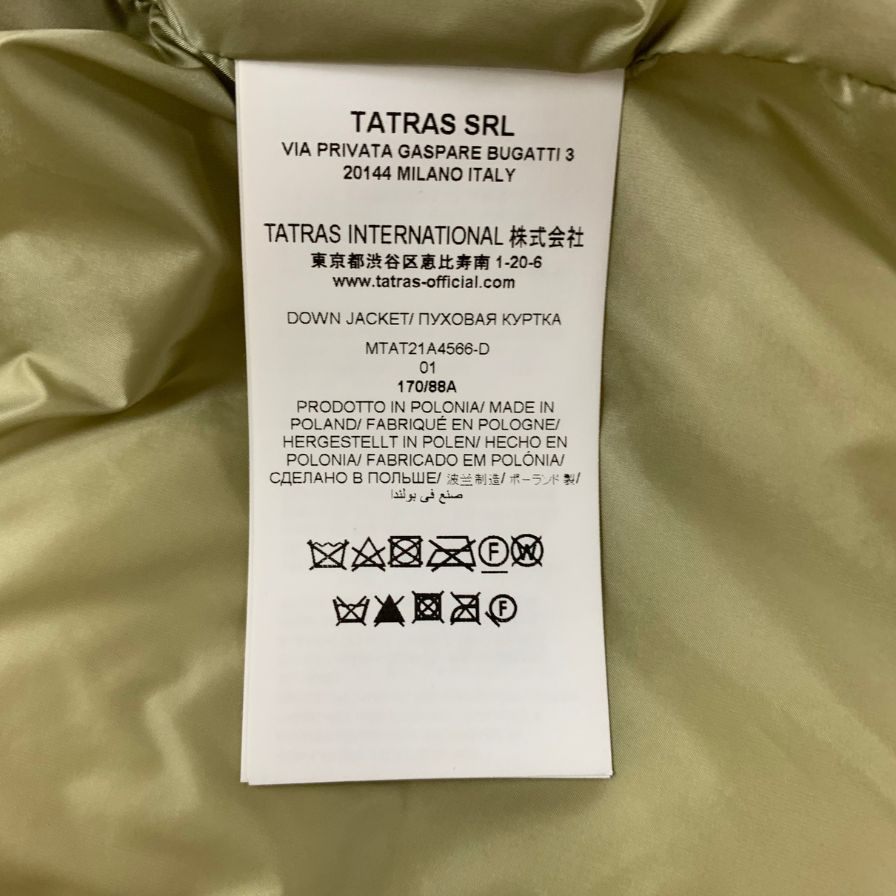 TATRAS SRL
VIA PRIVATA GASPARE BUGATTI 3
20144 MILANO ITALY
TATRAS INTERNATIONAL 株式会社
東京都渋谷区恵比寿南 1-20-6
www.tatras-official.com
DOWN JACKET/ ПУХОВАЯ КУРТКА
MTAT21A4566-D
01
170/88A
PRODOTTO IN POLONIA/ MADE IN
POLAND/ FABRIQUÉ EN POLOGNE/
HERGESTELLT IN POLEN/ HECHO EN
POLONIA/ FABRICADO EM POLÓNIA/
СДЕЛАНО В ПОЛЬШЕ/ 波兰制造/ ポーランド製/
صنع في بولندا
F W
F